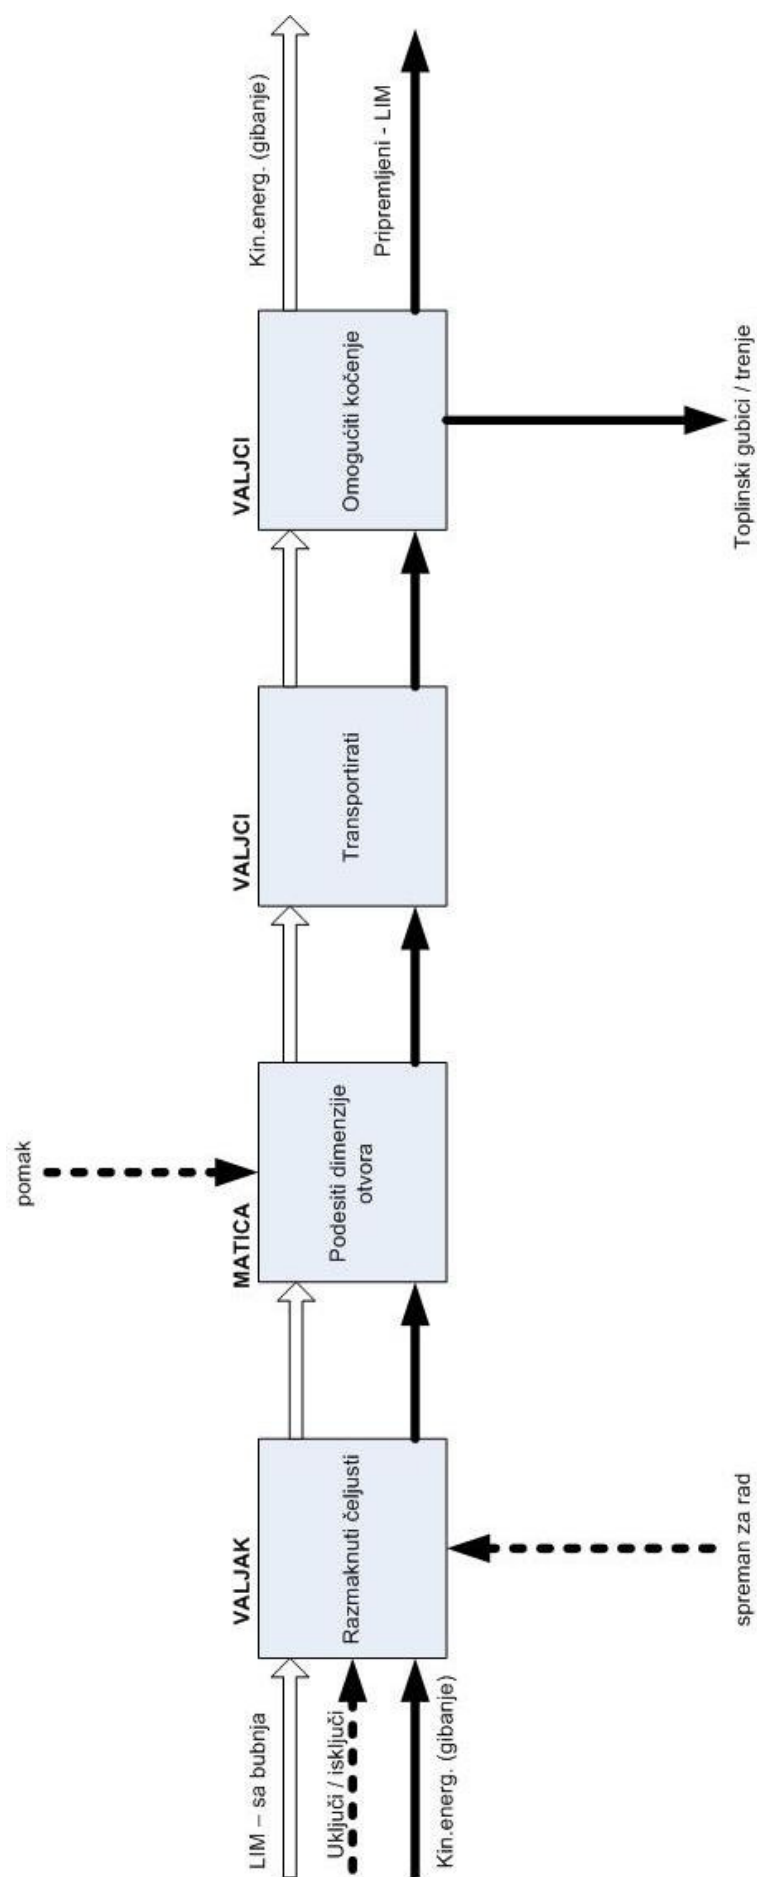 LIM – sa bubnja
Uključi / isključi
Kin.energ. (gibanje)
VALJAK
Razmaknuti čeljusti
spreman za rad
pomak
MATICA
Podesiti dimenzije
otvora
VALJCI
Transportirati
VALJCI
Omogućiti kočenje
Toplinski gubici / trenje
Kin.energ. (gibanje)
Pripremljeni - LIM